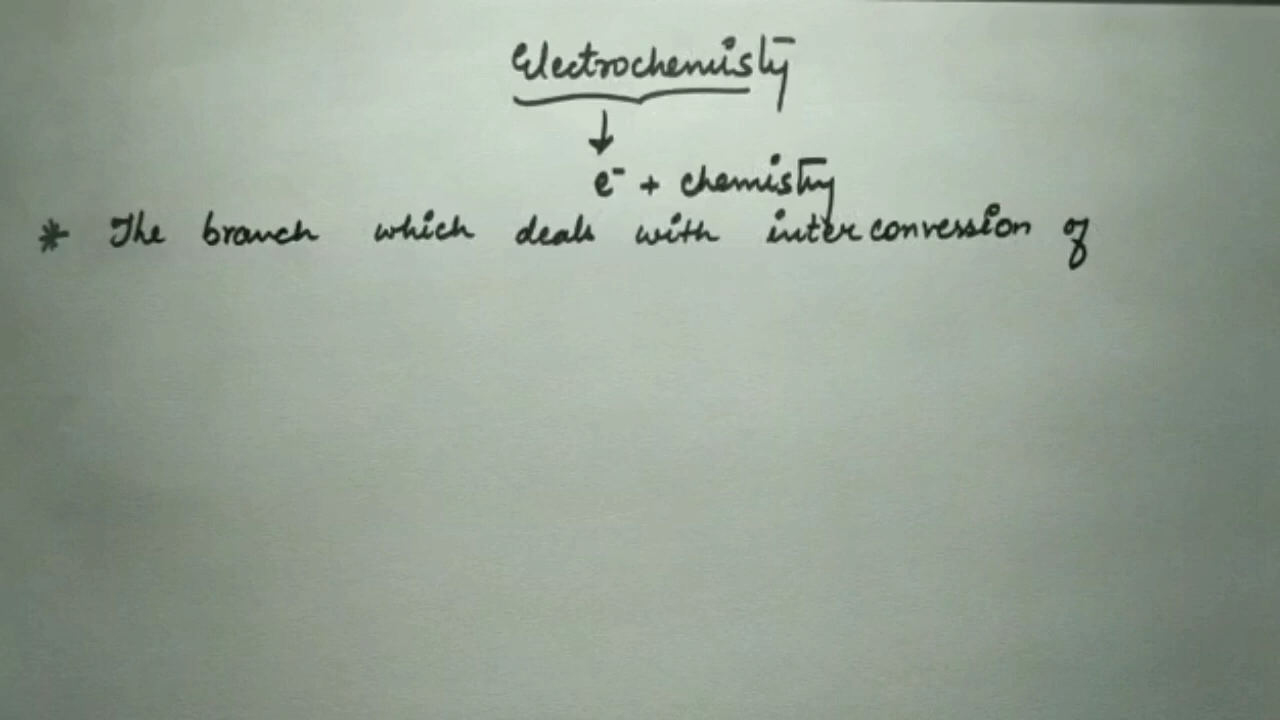 Electrochemistry
e⁻ + chemistry
* The branch which deals with interconversion of